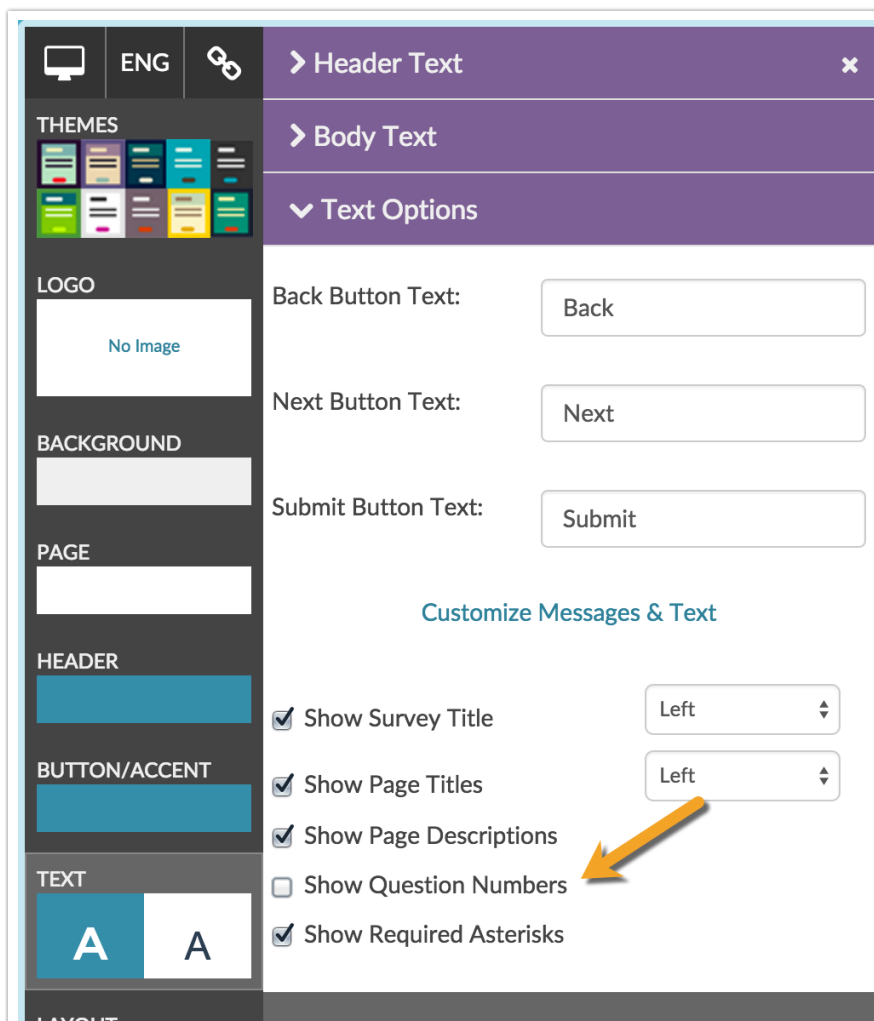 ENG
THEMES
LOGO
No Image
BACKGROUND
PAGE
HEADER
BUTTON/ACCENT
TEXT
A A
LAYOUT
Header Text
Body Text
Text Options
Back Button Text: Back
Next Button Text: Next
Submit Button Text: Submit
Customize Messages & Text
Show Survey Title Left
Show Page Titles Left
Show Page Descriptions
Show Question Numbers
Show Required Asterisks